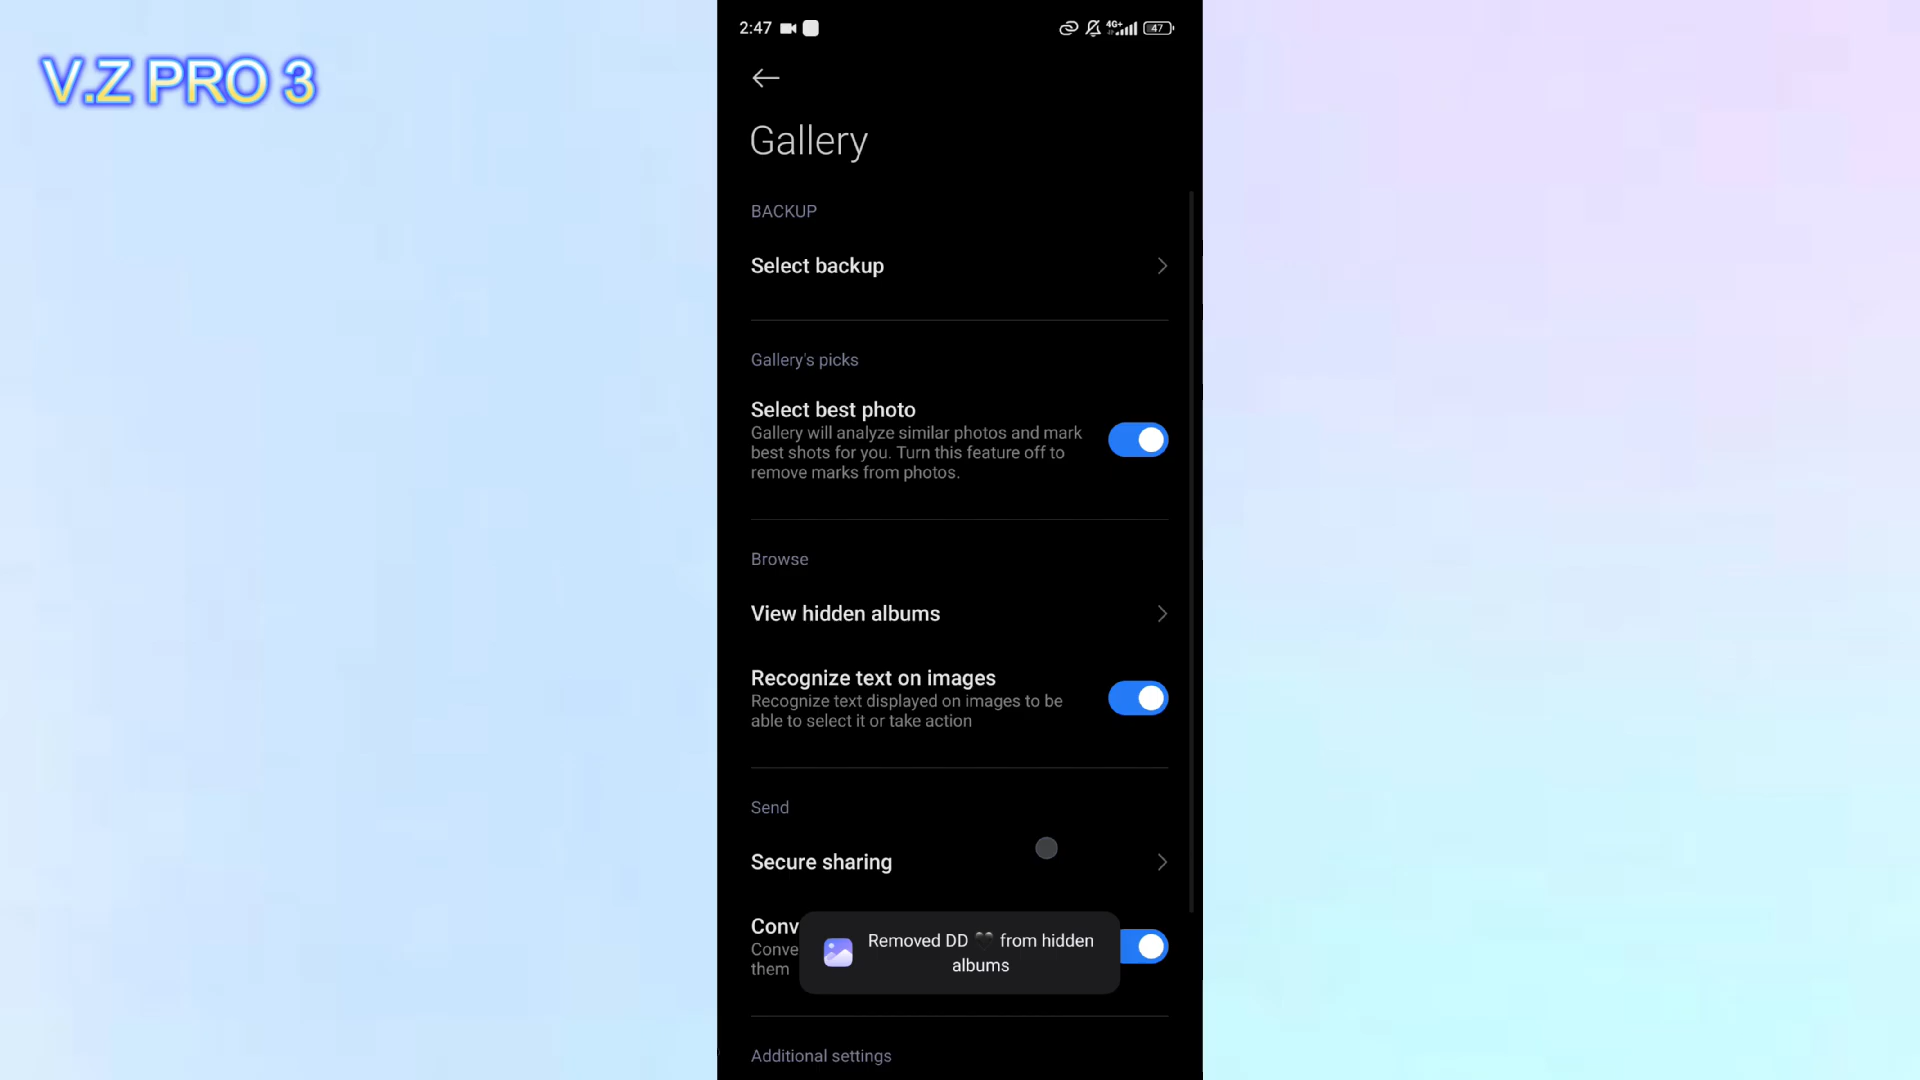 V.Z PRO 3
2:47
4G+
47
Gallery
BACKUP
Select backup
Gallery's picks
Select best photo
Gallery will analyze similar photos and mark
best shots for you. Turn this feature off to
remove marks from photos.
Browse
View hidden albums
Recognize text on images
Recognize text displayed on images to be
able to select it or take action
Send
Secure sharing
Conv
Conve
them
Removed DD 🖤 from hidden
albums
Additional settings